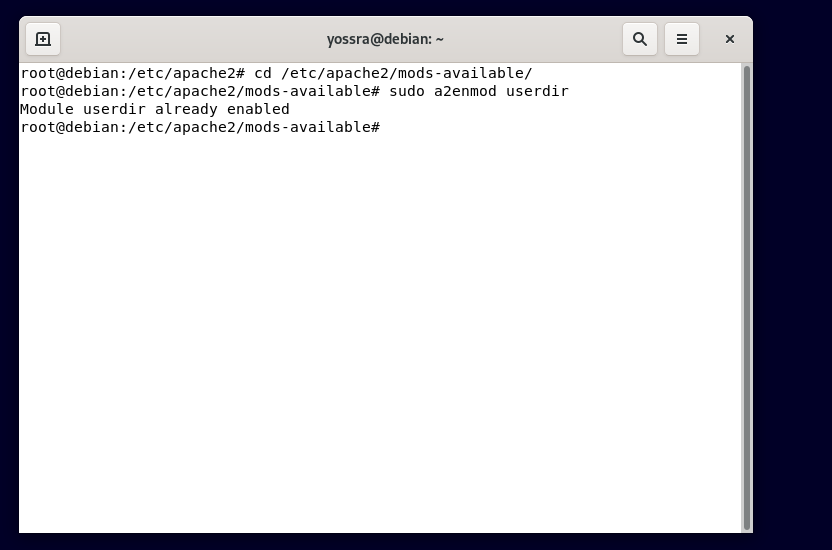 yossra@debian: ~
root@debian:/etc/apache2# cd /etc/apache2/mods-available/
root@debian:/etc/apache2/mods-available# sudo a2enmod userdir
Module userdir already enabled
root@debian:/etc/apache2/mods-available#